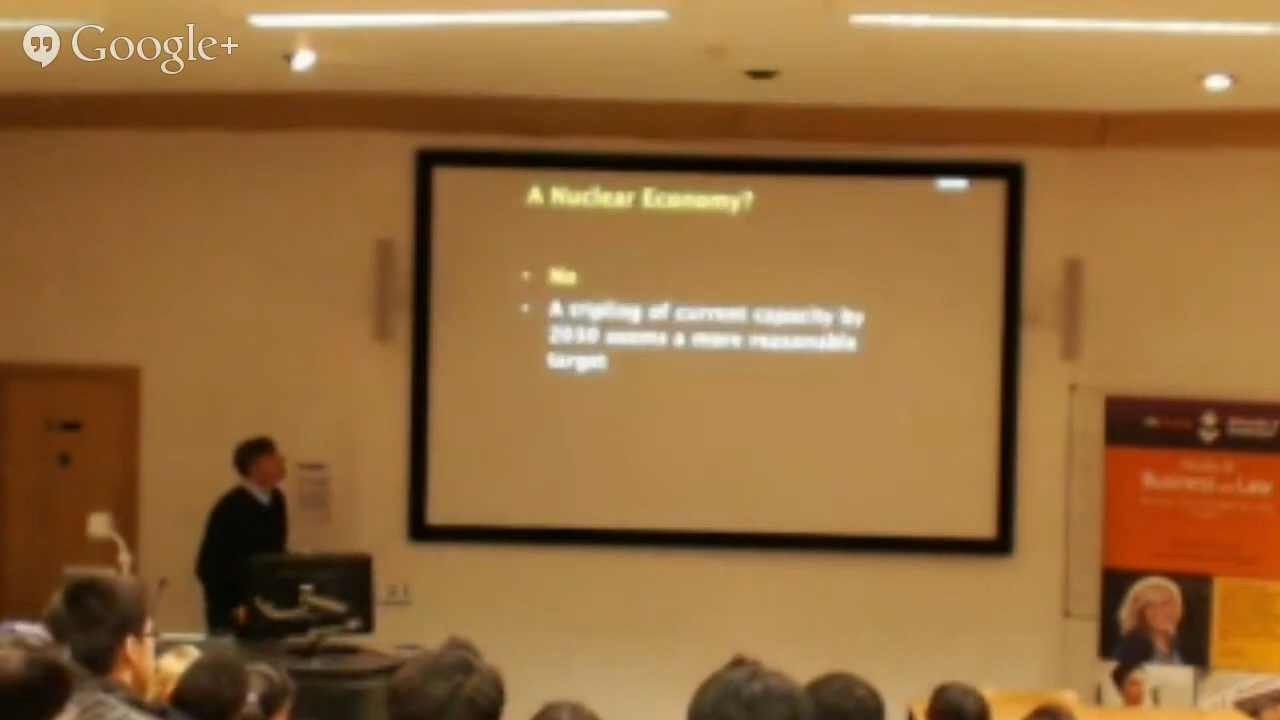 Google+
A Nuclear Economy?
• No
• A tripling of current capacity by
2030 seems a more reasonable
target
Business and Law